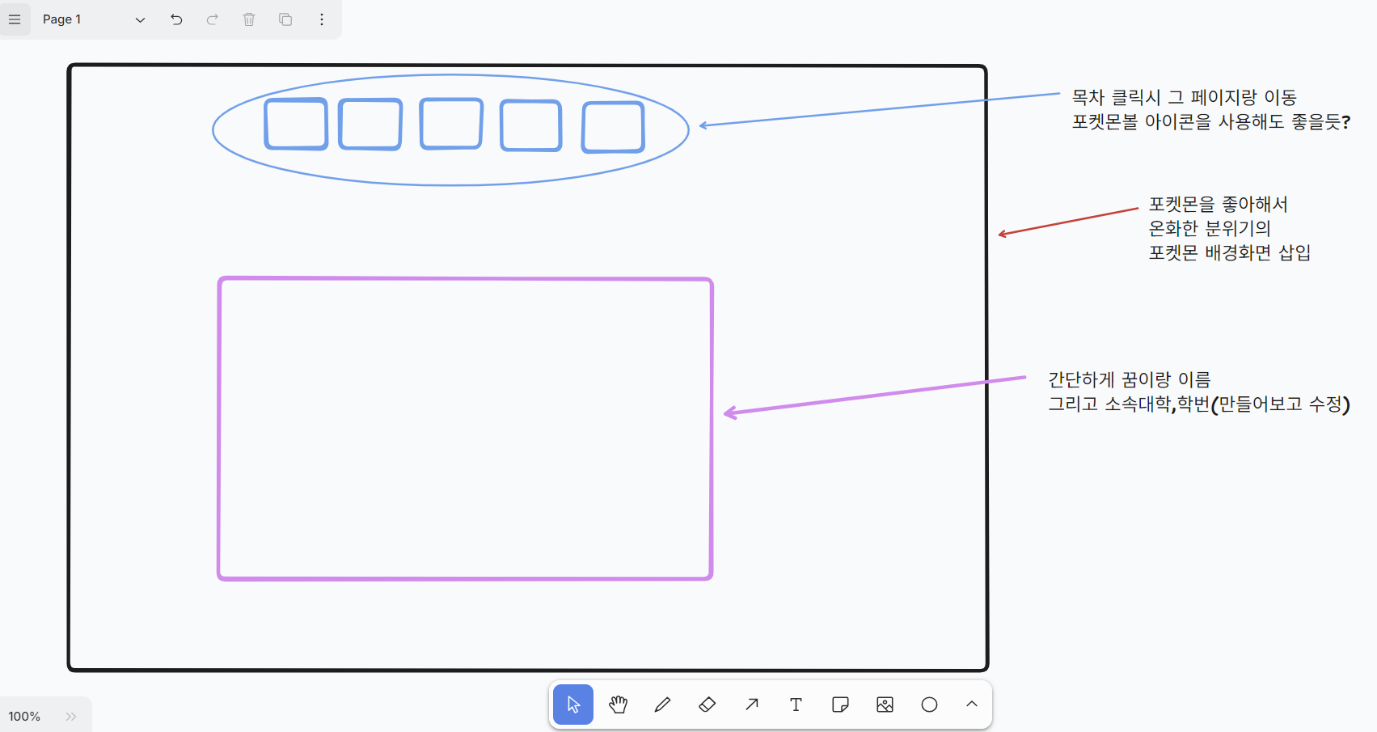 Page 1
목차 클릭시 그 페이지랑 이동
포켓몬볼 아이콘을 사용해도 좋을듯?
포켓몬을 좋아해서
온화한 분위기의
포켓몬 배경화면 삽입
간단하게 꿈이랑 이름
그리고 소속대학,학번(만들어보고 수정)
100%
T